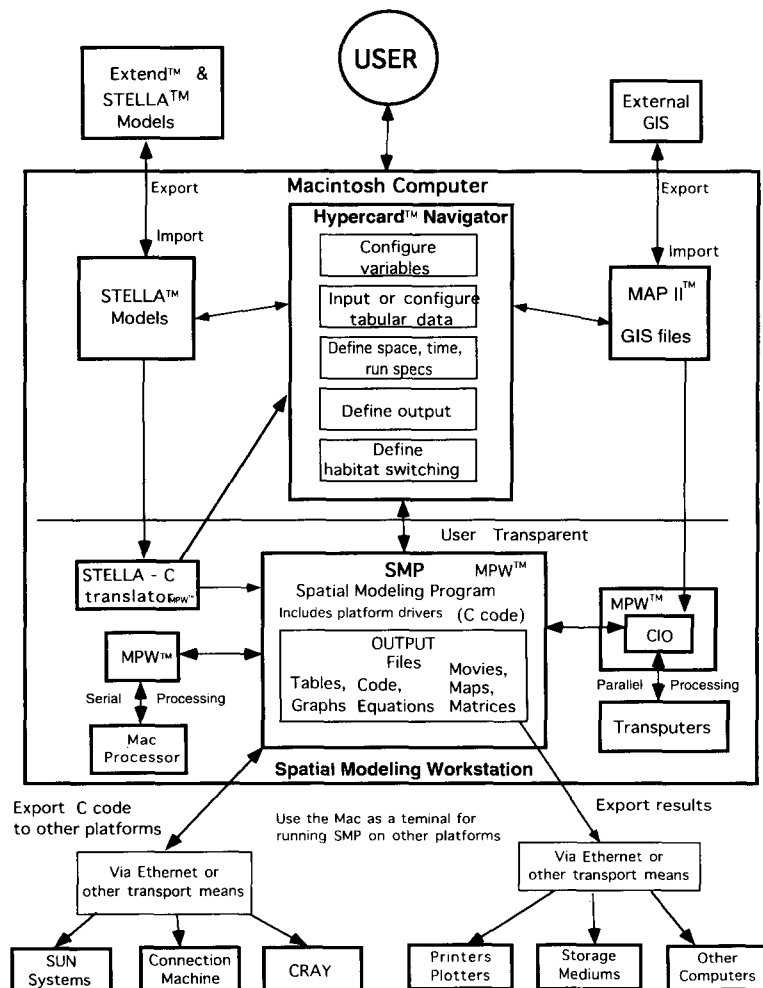 USER
Extend™ &
STELLA™
Models
External
GIS
Export
Export
Macintosh Computer
Import
Import
Hypercard™ Navigator
Configure
variables
Input or configure
tabular data
Define space, time,
run specs
Define output
Define
habitat switching
STELLA™
Models
MAP II™
GIS files
User Transparent
STELLA - C
translator MPW™
SMP MPW™
Spatial Modeling Program
Includes platform drivers (C code)
OUTPUT
Files
Tables, Code, Movies,
Graphs Equations Maps,
Matrices
MPW™
CIO
MPW™
Serial Processing
Parallel Processing
Mac
Processor
Transputers
Spatial Modeling Workstation
Export C code
to other platforms
Use the Mac as a teminal for
running SMP on other platforms
Export results
Via Ethernet or
other transport means
Via Ethernet or
other transport means
SUN
Systems
Connection
Machine
CRAY
Printers
Plotters
Storage
Mediums
Other
Computers